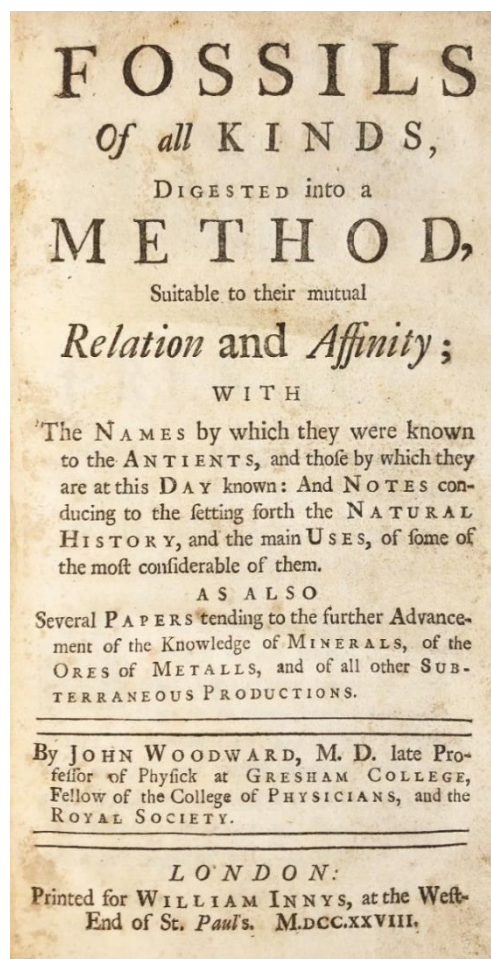 FOSSILS
Of all KINDS,
DIGESTED into a
METHOD,
Suitable to their mutual
Relation and Affinity;
WITH
The NAMES by which they were known
to the ANTIENTS, and thoſe by which they
are at this DAY known: And NOTES con-
ducing to the ſetting forth the NATURAL
HISTORY, and the main USES, of ſome of
the moſt conſiderable of them.
AS ALSO
Several PAPERS tending to the further Advance-
ment of the Knowledge of MINERALS, of the
ORES of METALLS, and of all other SUB-
TERRANEOUS PRODUCTIONS.
By JOHN WOODWARD, M. D. late Pro-
feſſor of Phyſick at GRESHAM COLLEGE,
Fellow of the College of PHYSICIANS, and the
ROYAL SOCIETY.
LONDON:
Printed for WILLIAM INNYS, at the Weſt-
End of St. Paul's. M.DCC.XXVIII.